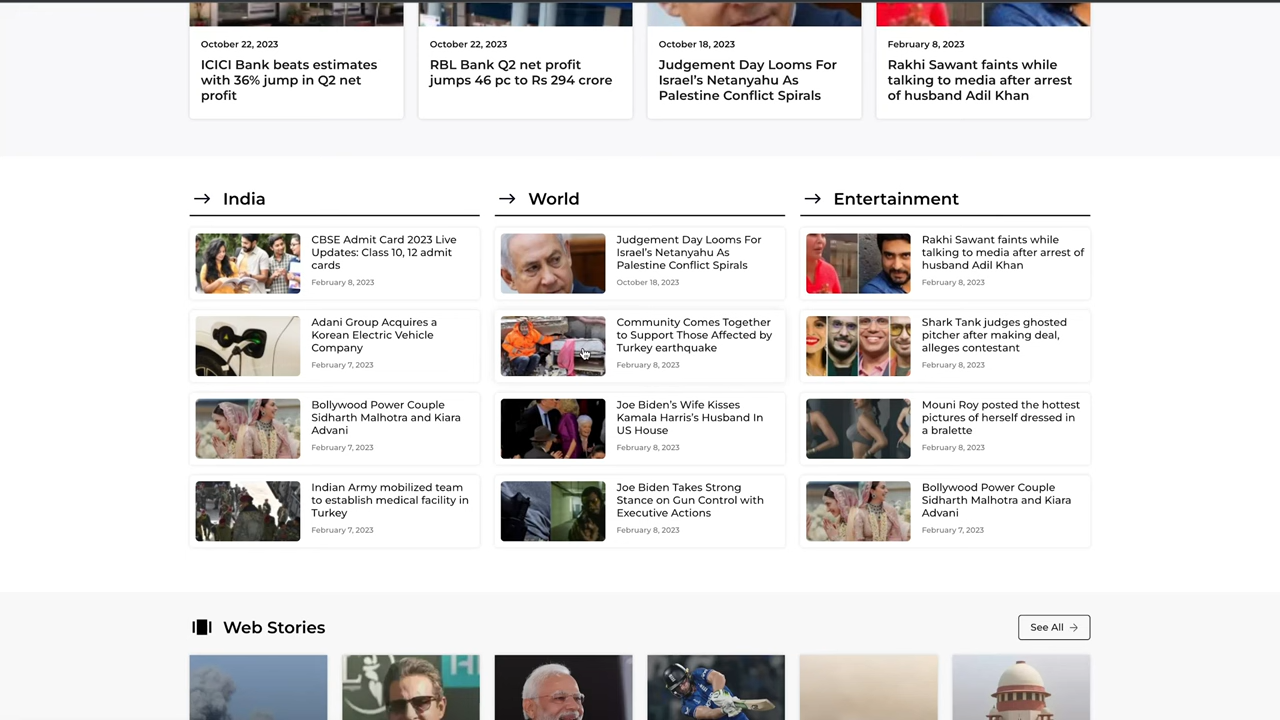 October 22, 2023
ICICI Bank beats estimates
with 36% jump in Q2 net
profit
October 22, 2023
RBL Bank Q2 net profit
jumps 46 pc to Rs 294 crore
October 18, 2023
Judgement Day Looms For
Israel’s Netanyahu As
Palestine Conflict Spirals
February 8, 2023
Rakhi Sawant faints while
talking to media after arrest
of husband Adil Khan
India
CBSE Admit Card 2023 Live
Updates: Class 10, 12 admit
cards
February 8, 2023
Adani Group Acquires a
Korean Electric Vehicle
Company
February 7, 2023
Bollywood Power Couple
Sidharth Malhotra and Kiara
Advani
February 7, 2023
Indian Army mobilized team
to establish medical facility in
Turkey
February 7, 2023
World
Judgement Day Looms For
Israel’s Netanyahu As
Palestine Conflict Spirals
October 18, 2023
Community Comes Together
to Support Those Affected by
Turkey earthquake
February 8, 2023
Joe Biden’s Wife Kisses
Kamala Harris’s Husband In
US House
February 8, 2023
Joe Biden Takes Strong
Stance on Gun Control with
Executive Actions
February 8, 2023
Entertainment
Rakhi Sawant faints while
talking to media after arrest of
husband Adil Khan
February 8, 2023
Shark Tank judges ghosted
pitcher after making deal,
alleges contestant
February 8, 2023
Mouni Roy posted the hottest
pictures of herself dressed in
a bralette
February 8, 2023
Bollywood Power Couple
Sidharth Malhotra and Kiara
Advani
February 7, 2023
Web Stories
See All